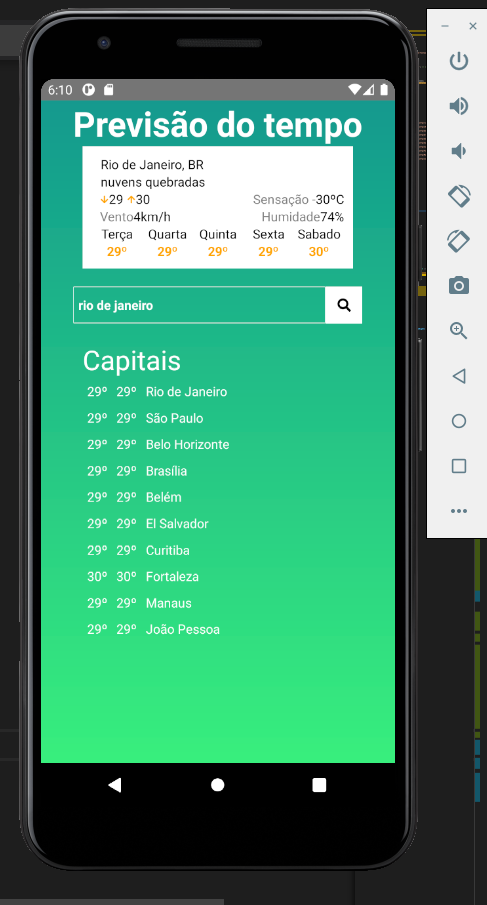 6:10
Previsão do tempo
Rio de Janeiro, BR
nuvens quebradas
29 30 Sensação -30ºC
Vento4km/h Humidade74%
Terça Quarta Quinta Sexta Sabado
29º 29º 29º 29º 30º
rio de janeiro
Capitais
29º 29º Rio de Janeiro
29º 29º São Paulo
29º 29º Belo Horizonte
29º 29º Brasília
29º 29º Belém
29º 29º El Salvador
29º 29º Curitiba
30º 30º Fortaleza
29º 29º Manaus
29º 29º João Pessoa